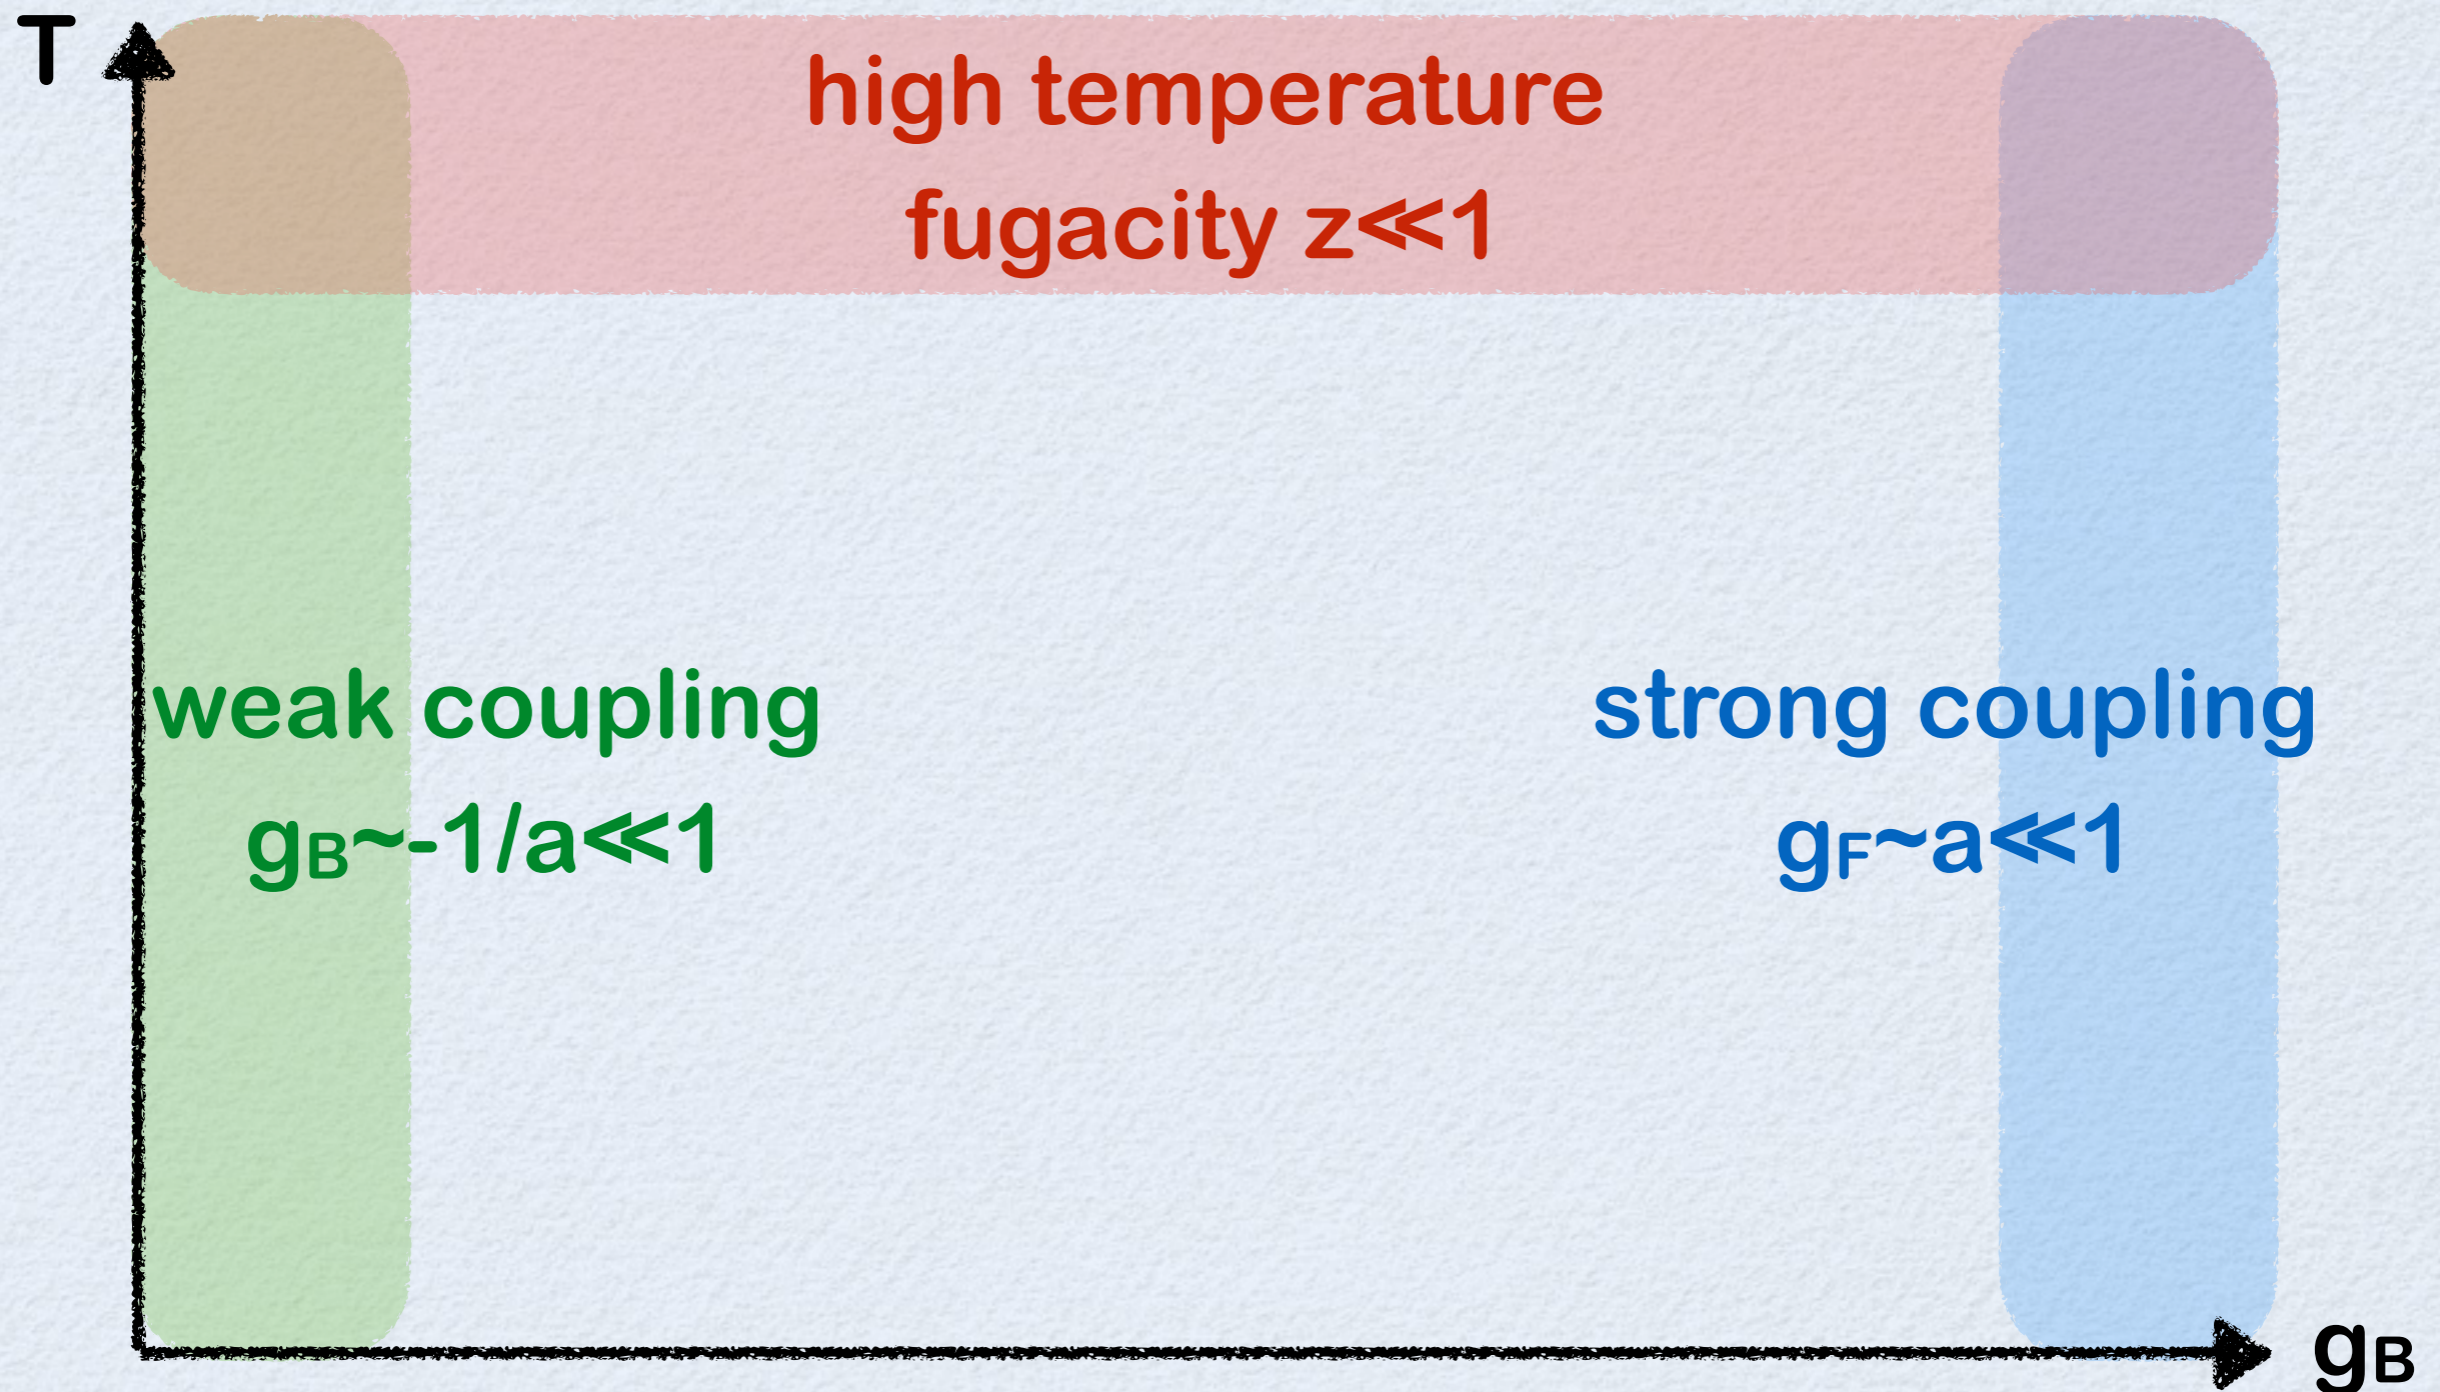 T
high temperature
fugacity z≪1
weak coupling
gB~-1/a≪1
strong coupling
gF~a≪1
gB